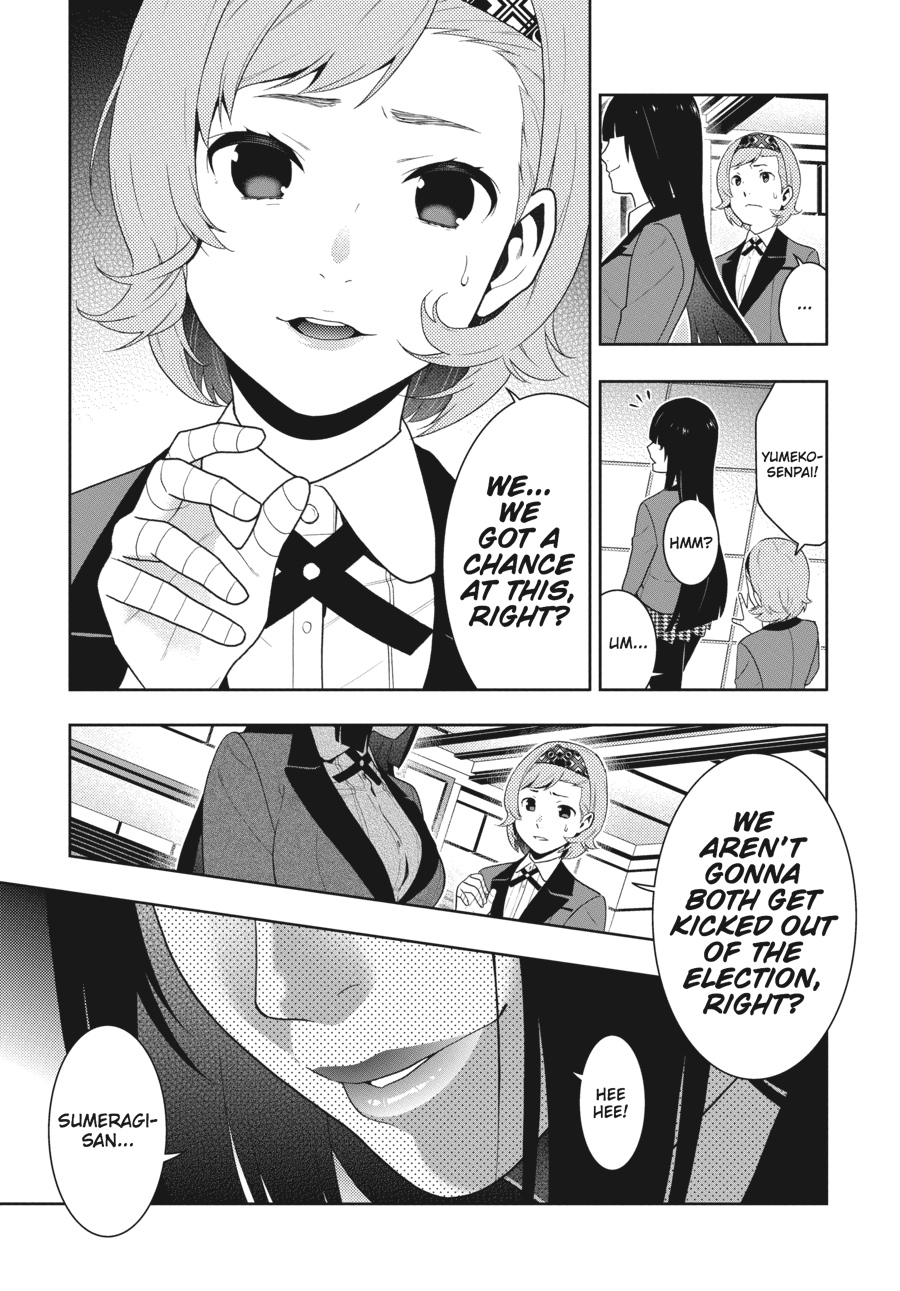 ...
YUMEKO-
SENPAI!
HMM?
UM...
WE...
WE
GOT A
CHANCE
AT THIS,
RIGHT?
WE
AREN'T
GONNA
BOTH GET
KICKED OUT
OF THE
ELECTION,
RIGHT?
HEE
HEE!
SUMERAGI-
SAN...